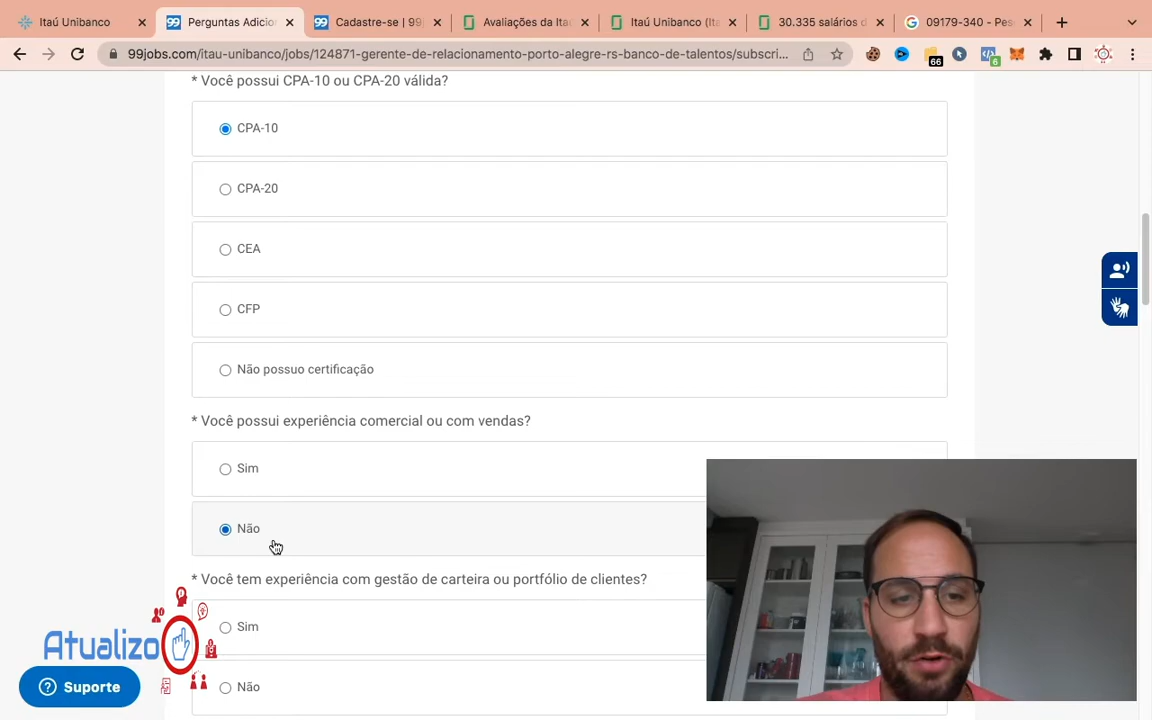 Itaú Unibanco
Perguntas Adicio
Cadastre-se | 99j
Avaliações da Ita
Itaú Unibanco (Ita
30.335 salários d
09179-340 - Pes
99jobs.com/itau-unibanco/jobs/124871-gerente-de-relacionamento-porto-alegre-rs-banco-de-talentos/subscri...
66
6
* Você possui CPA-10 ou CPA-20 válida?
CPA-10
CPA-20
CEA
CFP
Não possuo certificação
* Você possui experiência comercial ou com vendas?
Sim
Não
* Você tem experiência com gestão de carteira ou portfólio de clientes?
Sim
Atualizo
Suporte
Não